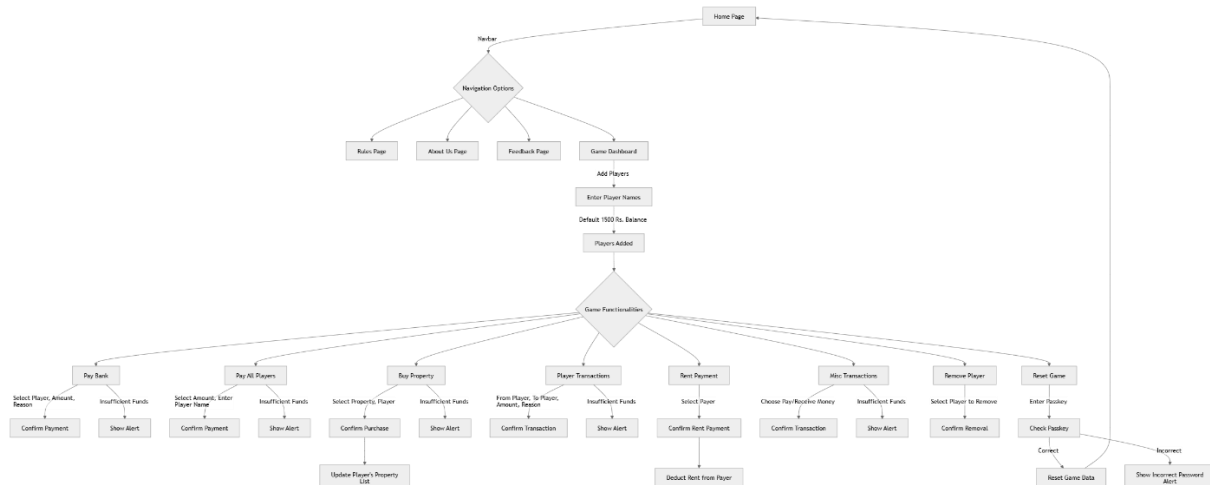 Home Page
Navbar
Navigation Options
Rules Page
About Us Page
Feedback Page
Game Dashboard
Add Players
Enter Player Names
Default 1500 Rs. Balance
Players Added
Game Functionalities
Pay Bank
Pay All Players
Buy Property
Player Transactions
Rent Payment
Misc Transactions
Remove Player
Reset Game
Select Player, Amount,
Reason
Insufficient Funds
Select Amount, Enter
Player Name
Insufficient Funds
Select Property, Player
Insufficient Funds
From Player, To Player,
Amount, Reason
Insufficient Funds
Select Payer
Choose Pay/Receive Money
Insufficient Funds
Select Player to Remove
Enter Passkey
Confirm Payment
Show Alert
Confirm Payment
Show Alert
Confirm Purchase
Show Alert
Confirm Transaction
Show Alert
Confirm Rent Payment
Confirm Transaction
Show Alert
Confirm Removal
Check Passkey
Correct
Incorrect
Update Player's Property
List
Deduct Rent from Payer
Reset Game Data
Show Incorrect Password
Alert